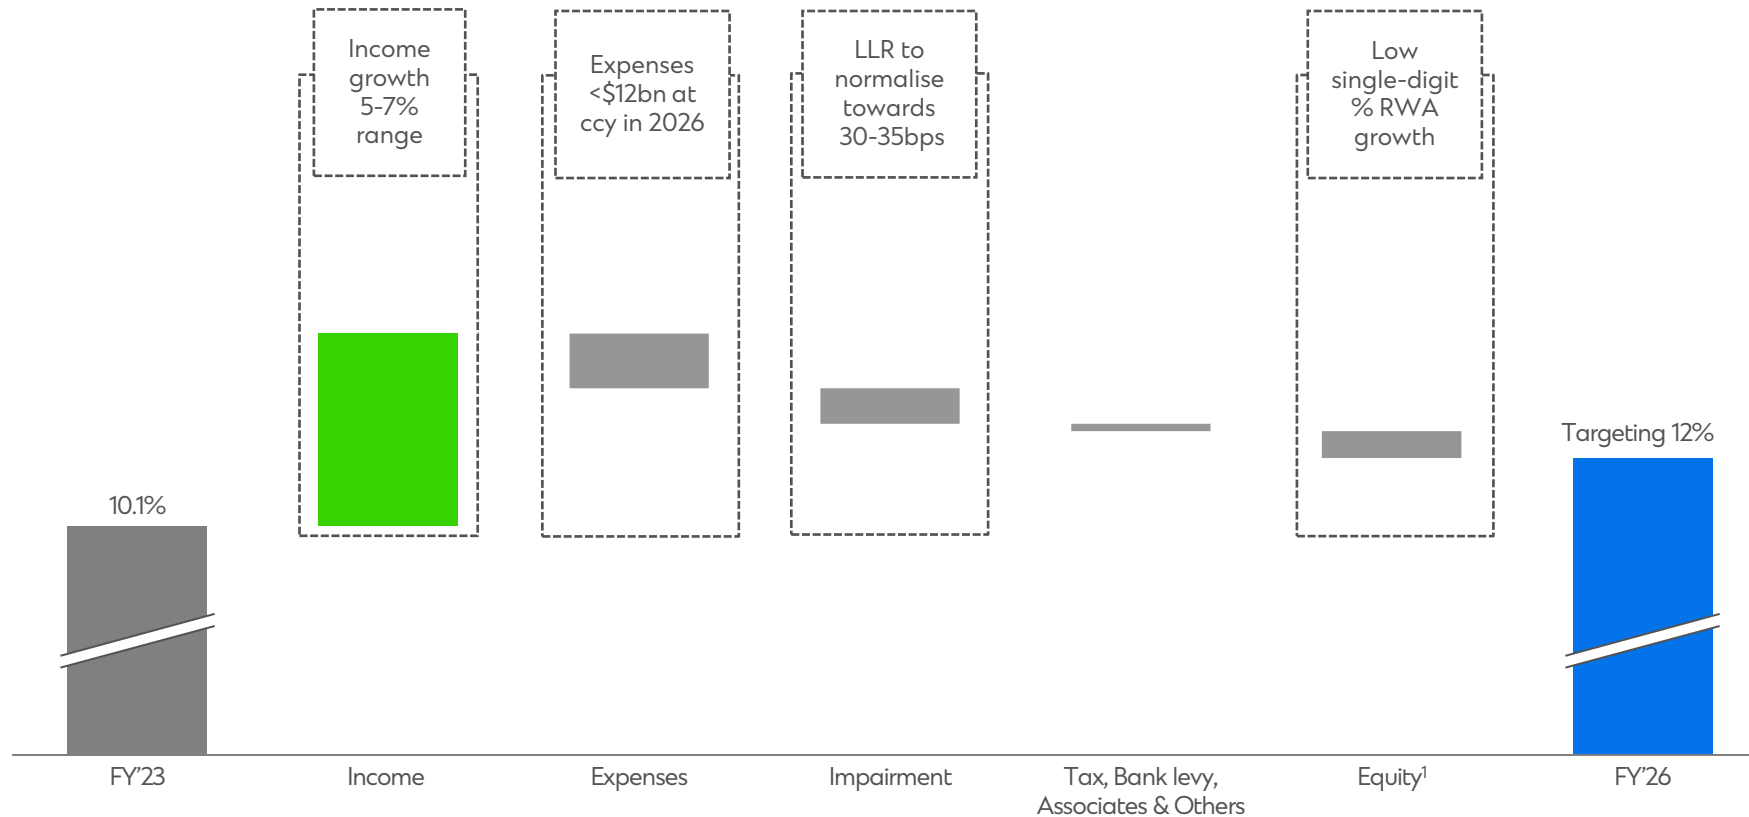 Income
growth
5-7%
range
Expenses
<$12bn at
ccy in 2026
LLR to
normalise
towards
30-35bps
Low
single-digit
% RWA
growth
10.1%
Targeting 12%
FY’23
Income
Expenses
Impairment
Tax, Bank levy,
Associates & Others
Equity¹
FY’26